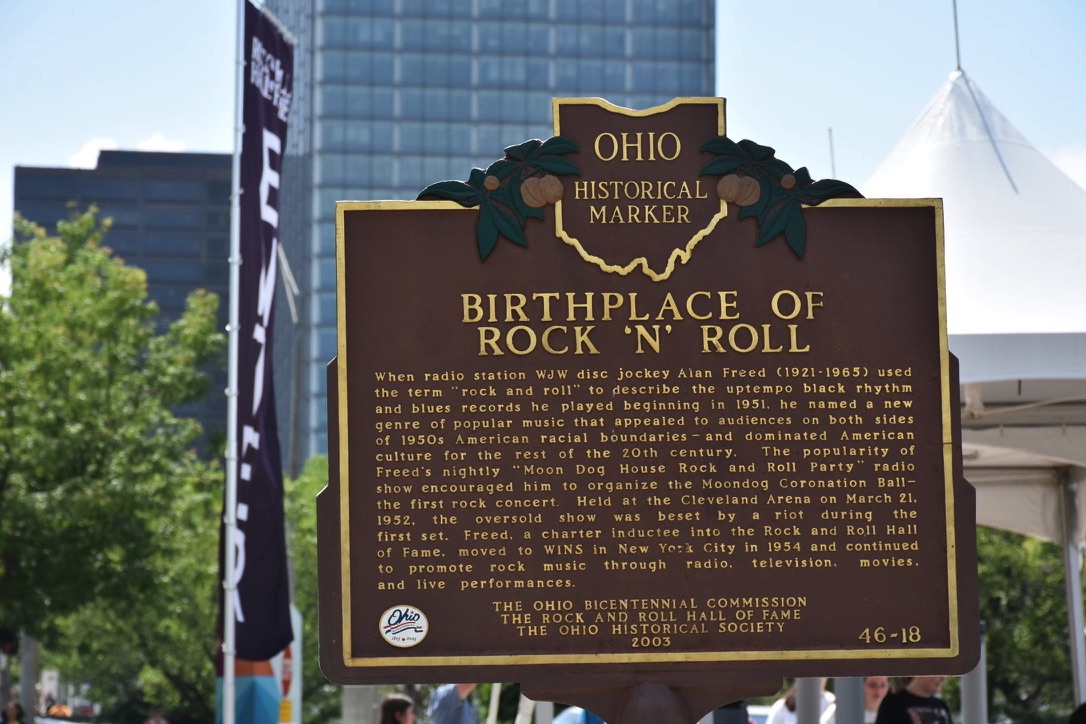 OHIO
HISTORICAL
MARKER
BIRTHPLACE OF
ROCK 'N' ROLL
When radio station WJW disc jockey Alan Freed (1921-1965) used
the term "rock and roll" to describe the uptempo black rhythm
and blues records he played beginning in 1951, he named a new
genre of popular music that appealed to audiences on both sides
of 1950s American racial boundaries—and dominated American
culture for the rest of the 20th century. The popularity of
Freed's nightly "Moon Dog House Rock and Roll Party" radio
show encouraged him to organize the Moondog Coronation Ball—
the first rock concert. Held at the Cleveland Arena on March 21,
1952, the oversold show was beset by a riot during the
first set. Freed, a charter inductee into the Rock and Roll Hall
of Fame, moved to WINS in New York City in 1954 and continued
to promote rock music through radio, television, movies,
and live performances.
THE OHIO BICENTENNIAL COMMISSION
THE ROCK AND ROLL HALL OF FAME
THE OHIO HISTORICAL SOCIETY
2003
46-18
Ohio